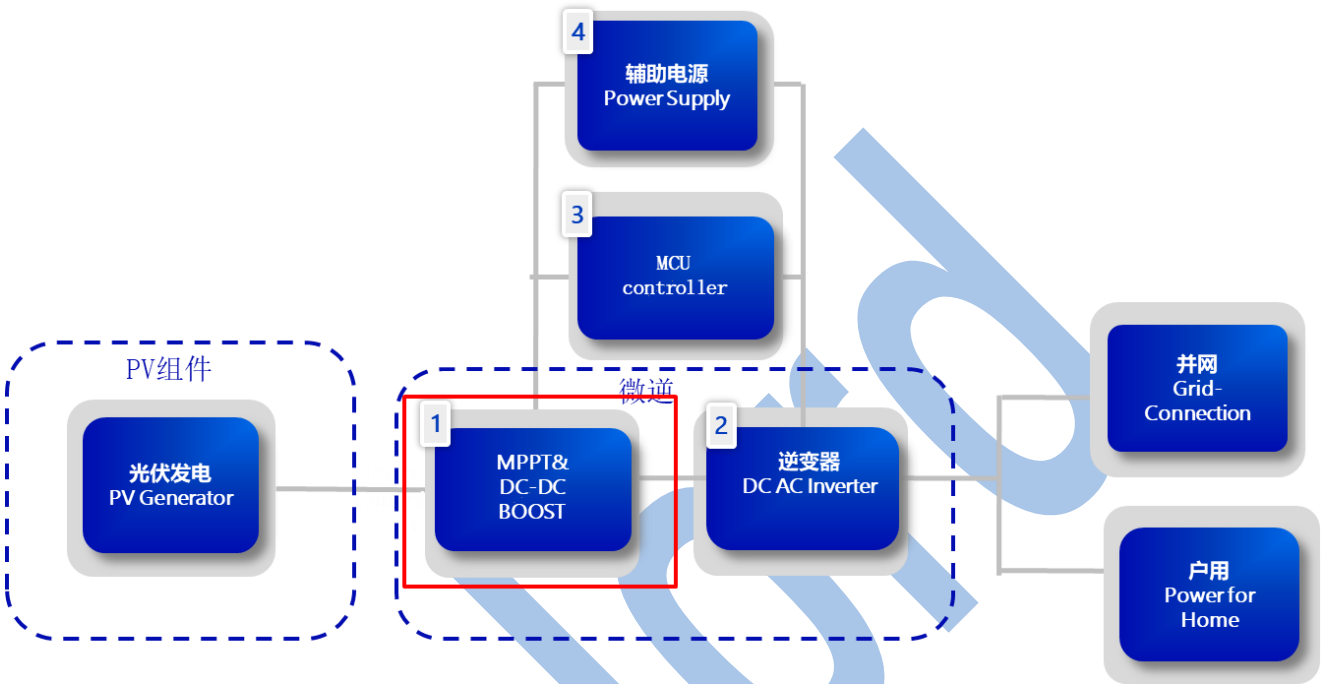 4
辅助电源
Power Supply
3
MCU
controller
PV组件
光伏发电
PV Generator
微逆
1
MPPT&
DC-DC
BOOST
2
逆变器
DC AC Inverter
并网
Grid-
Connection
户用
Power for
Home